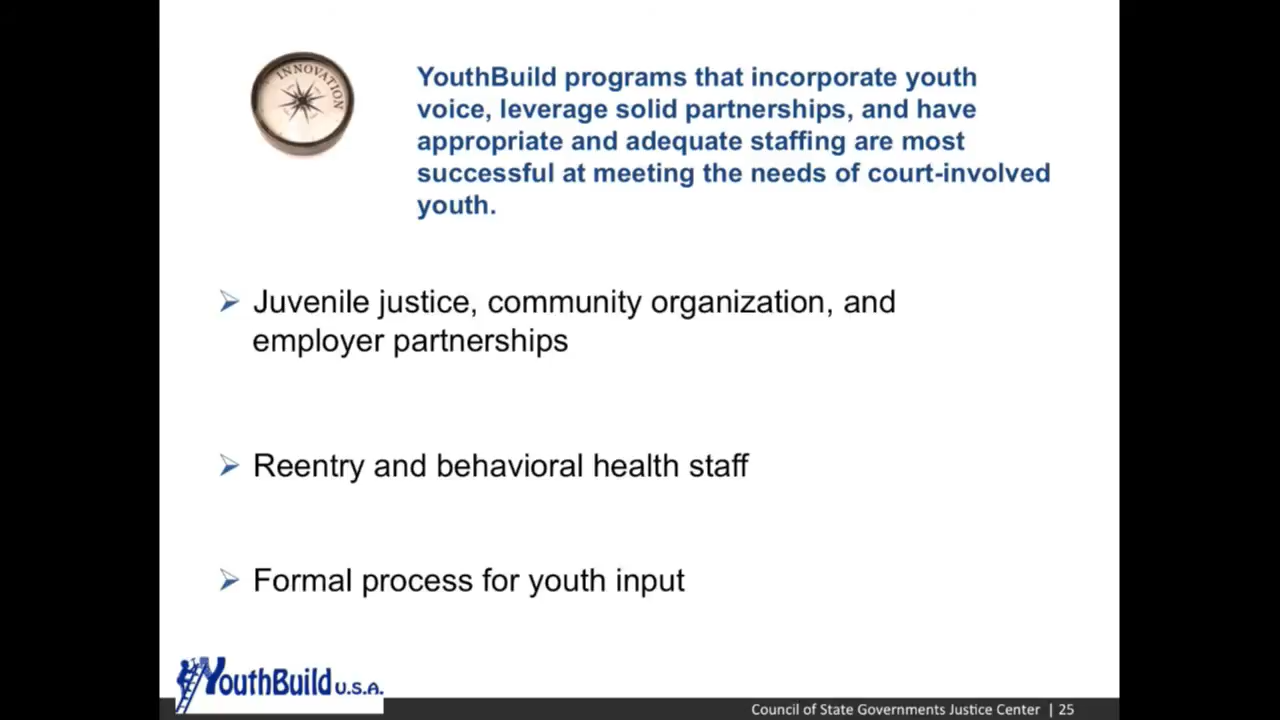 INNOVATION
YouthBuild programs that incorporate youth
voice, leverage solid partnerships, and have
appropriate and adequate staffing are most
successful at meeting the needs of court-involved
youth.
Juvenile justice, community organization, and
employer partnerships
Reentry and behavioral health staff
Formal process for youth input
YouthBuild U.S.A.
Council of State Governments Justice Center | 25